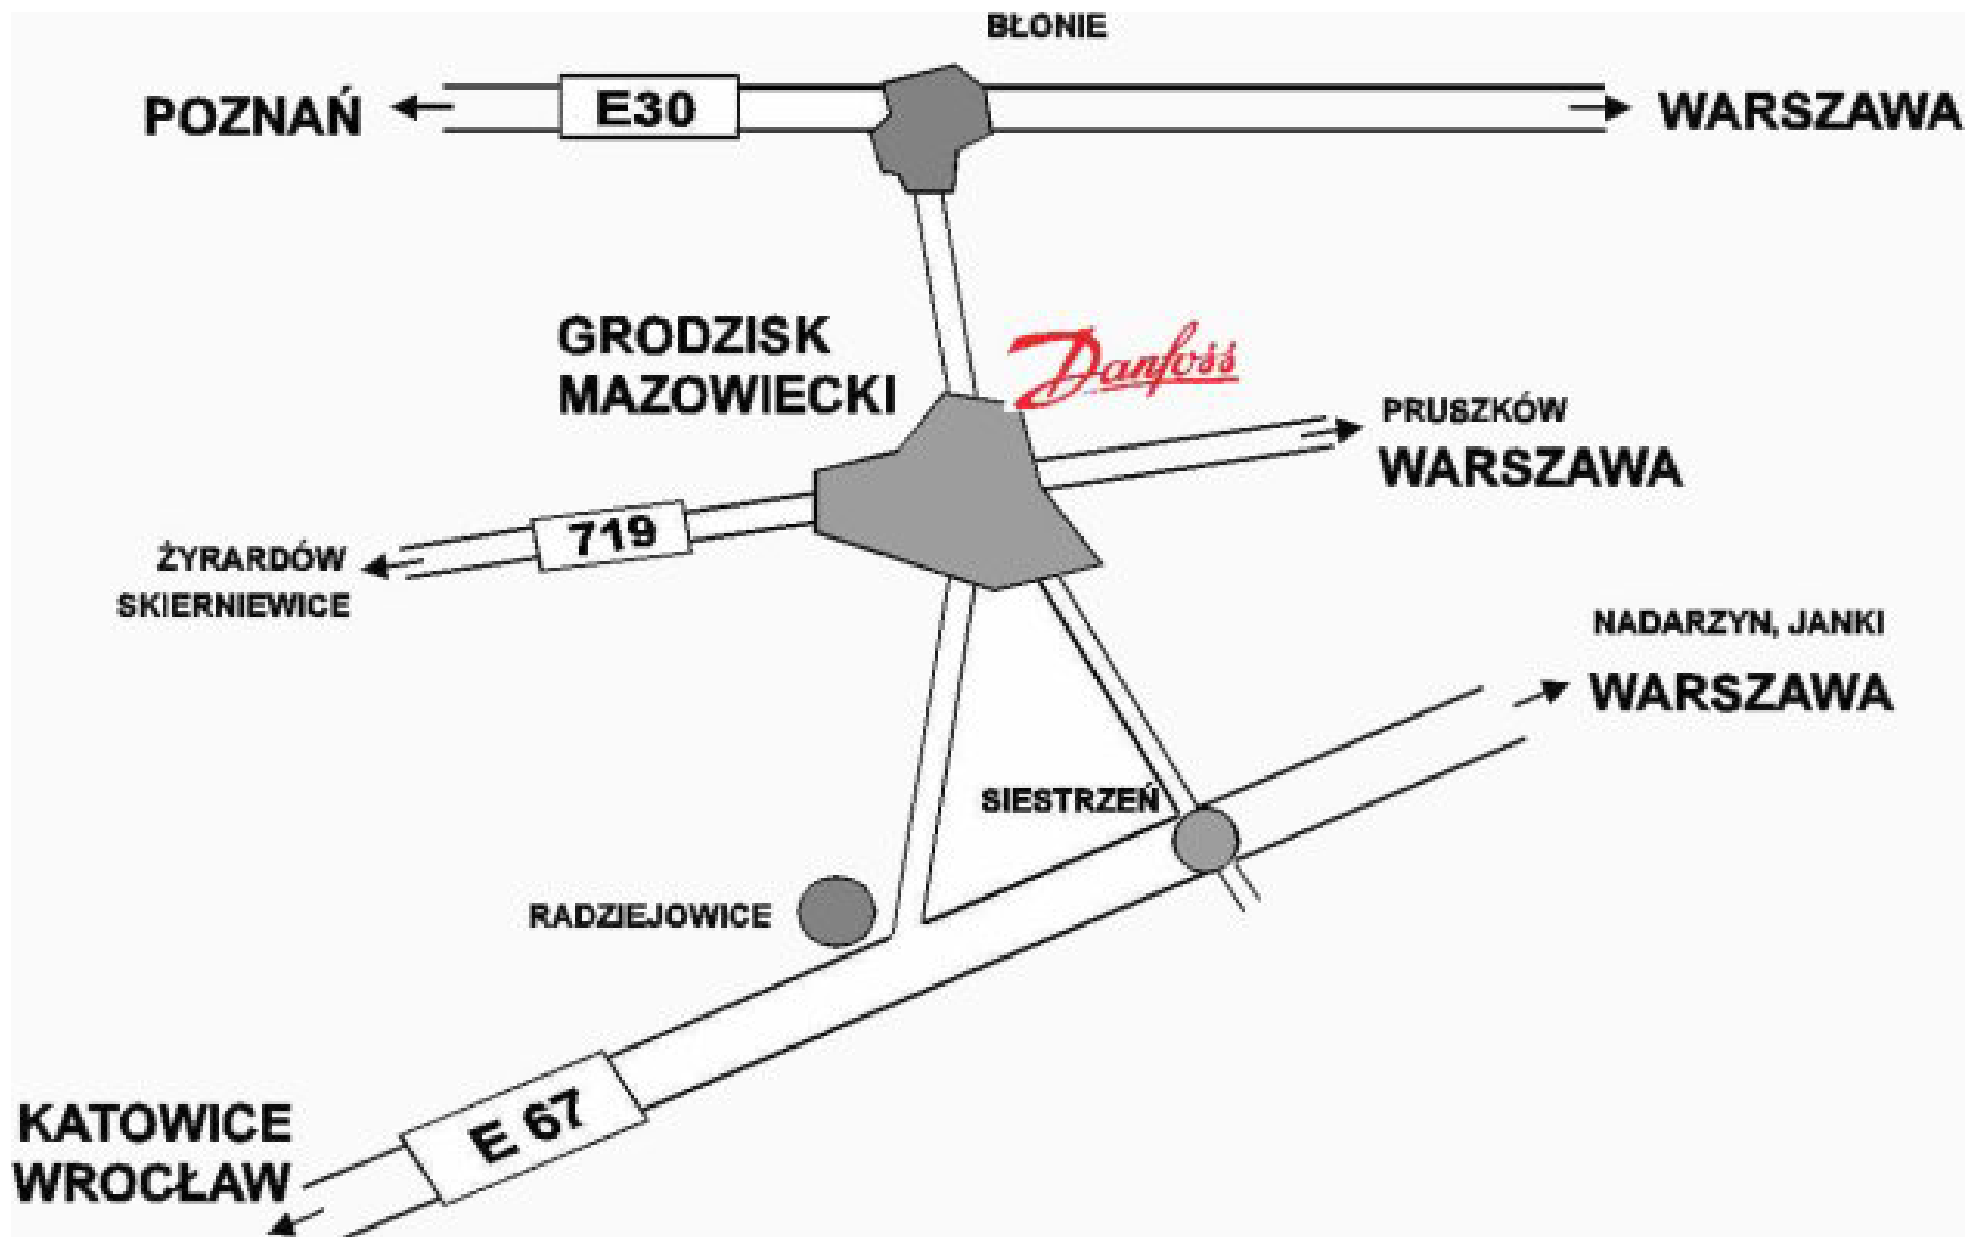 BŁONIE
POZNAŃ
E30
WARSZAWA
GRODZISK
MAZOWIECKI
Danfoss
PRUSZKÓW
WARSZAWA
719
ŻYRARDÓW
SKIERNIEWICE
NADARZYN, JANKI
WARSZAWA
SIESTRZEŃ
RADZIEJOWICE
E 67
KATOWICE
WROCŁAW